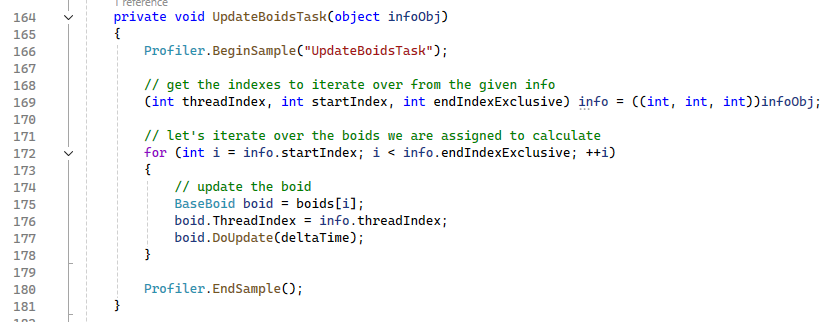 1 reference
164 private void UpdateBoidsTask(object infoObj)
165 {
166 Profiler.BeginSample("UpdateBoidsTask");
167
168 // get the indexes to iterate over from the given info
169 (int threadIndex, int startIndex, int endIndexExclusive) info = ((int, int, int))infoObj;
170
171 // let's iterate over the boids we are assigned to calculate
172 for (int i = info.startIndex; i < info.endIndexExclusive; ++i)
173 {
174 // update the boid
175 BaseBoid boid = boids[i];
176 boid.ThreadIndex = info.threadIndex;
177 boid.DoUpdate(deltaTime);
178 }
179
180 Profiler.EndSample();
181 }